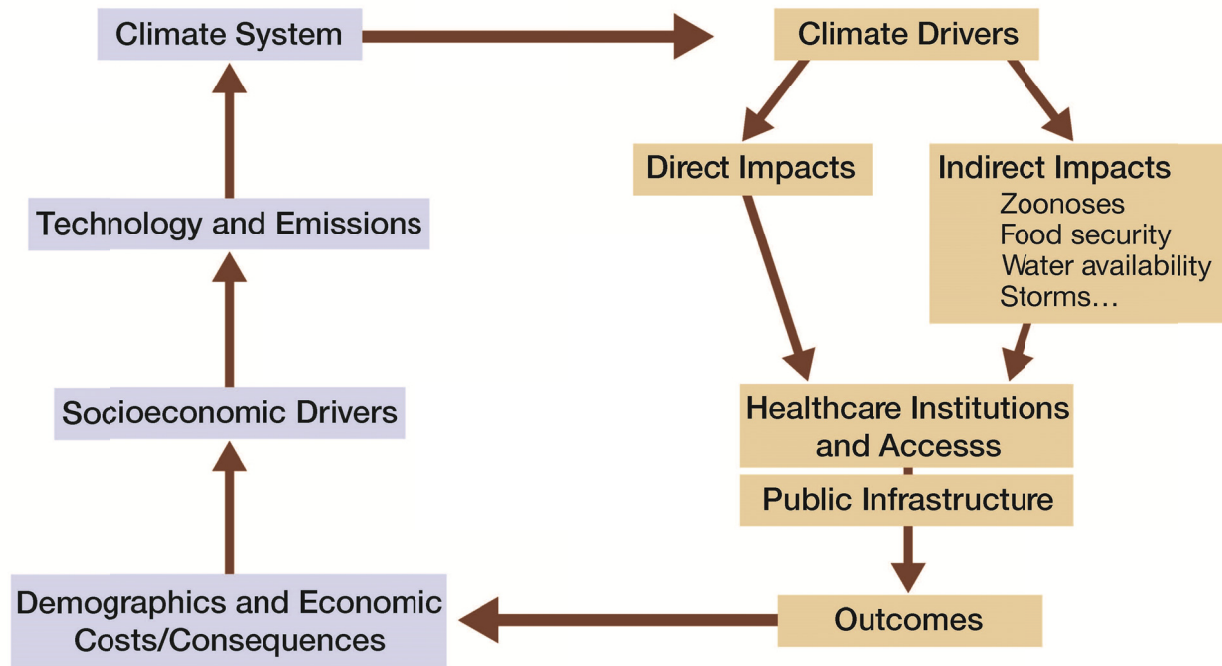 Climate System
Climate Drivers
Direct Impacts
Indirect Impacts
Zoonoses
Food security
Water availability
Storms…
Technology and Emissions
Socioeconomic Drivers
Healthcare Institutions
and Accesss
Public Infrastructure
Demographics and Economic
Costs/Consequences
Outcomes